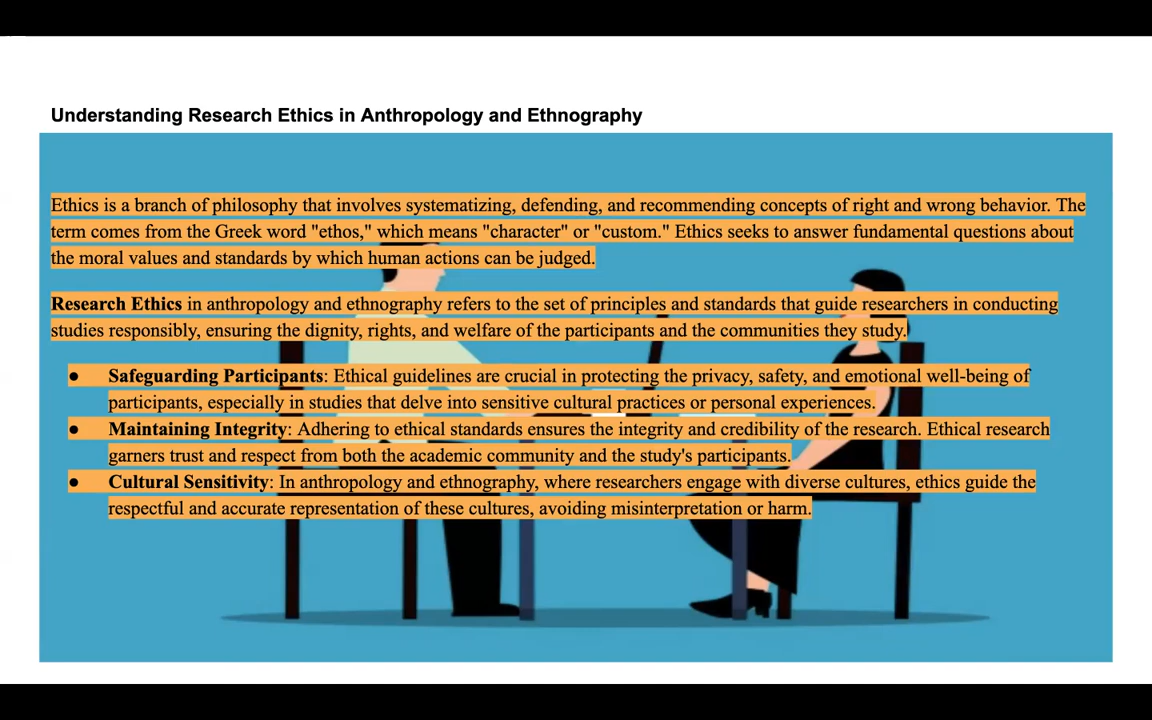 Understanding Research Ethics in Anthropology and Ethnography
Ethics is a branch of philosophy that involves systematizing, defending, and recommending concepts of right and wrong behavior. The
term comes from the Greek word "ethos," which means "character" or "custom." Ethics seeks to answer fundamental questions about
the moral values and standards by which human actions can be judged.
Research Ethics in anthropology and ethnography refers to the set of principles and standards that guide researchers in conducting
studies responsibly, ensuring the dignity, rights, and welfare of the participants and the communities they study.
● Safeguarding Participants: Ethical guidelines are crucial in protecting the privacy, safety, and emotional well-being of
participants, especially in studies that delve into sensitive cultural practices or personal experiences.
● Maintaining Integrity: Adhering to ethical standards ensures the integrity and credibility of the research. Ethical research
garners trust and respect from both the academic community and the study's participants.
● Cultural Sensitivity: In anthropology and ethnography, where researchers engage with diverse cultures, ethics guide the
respectful and accurate representation of these cultures, avoiding misinterpretation or harm.